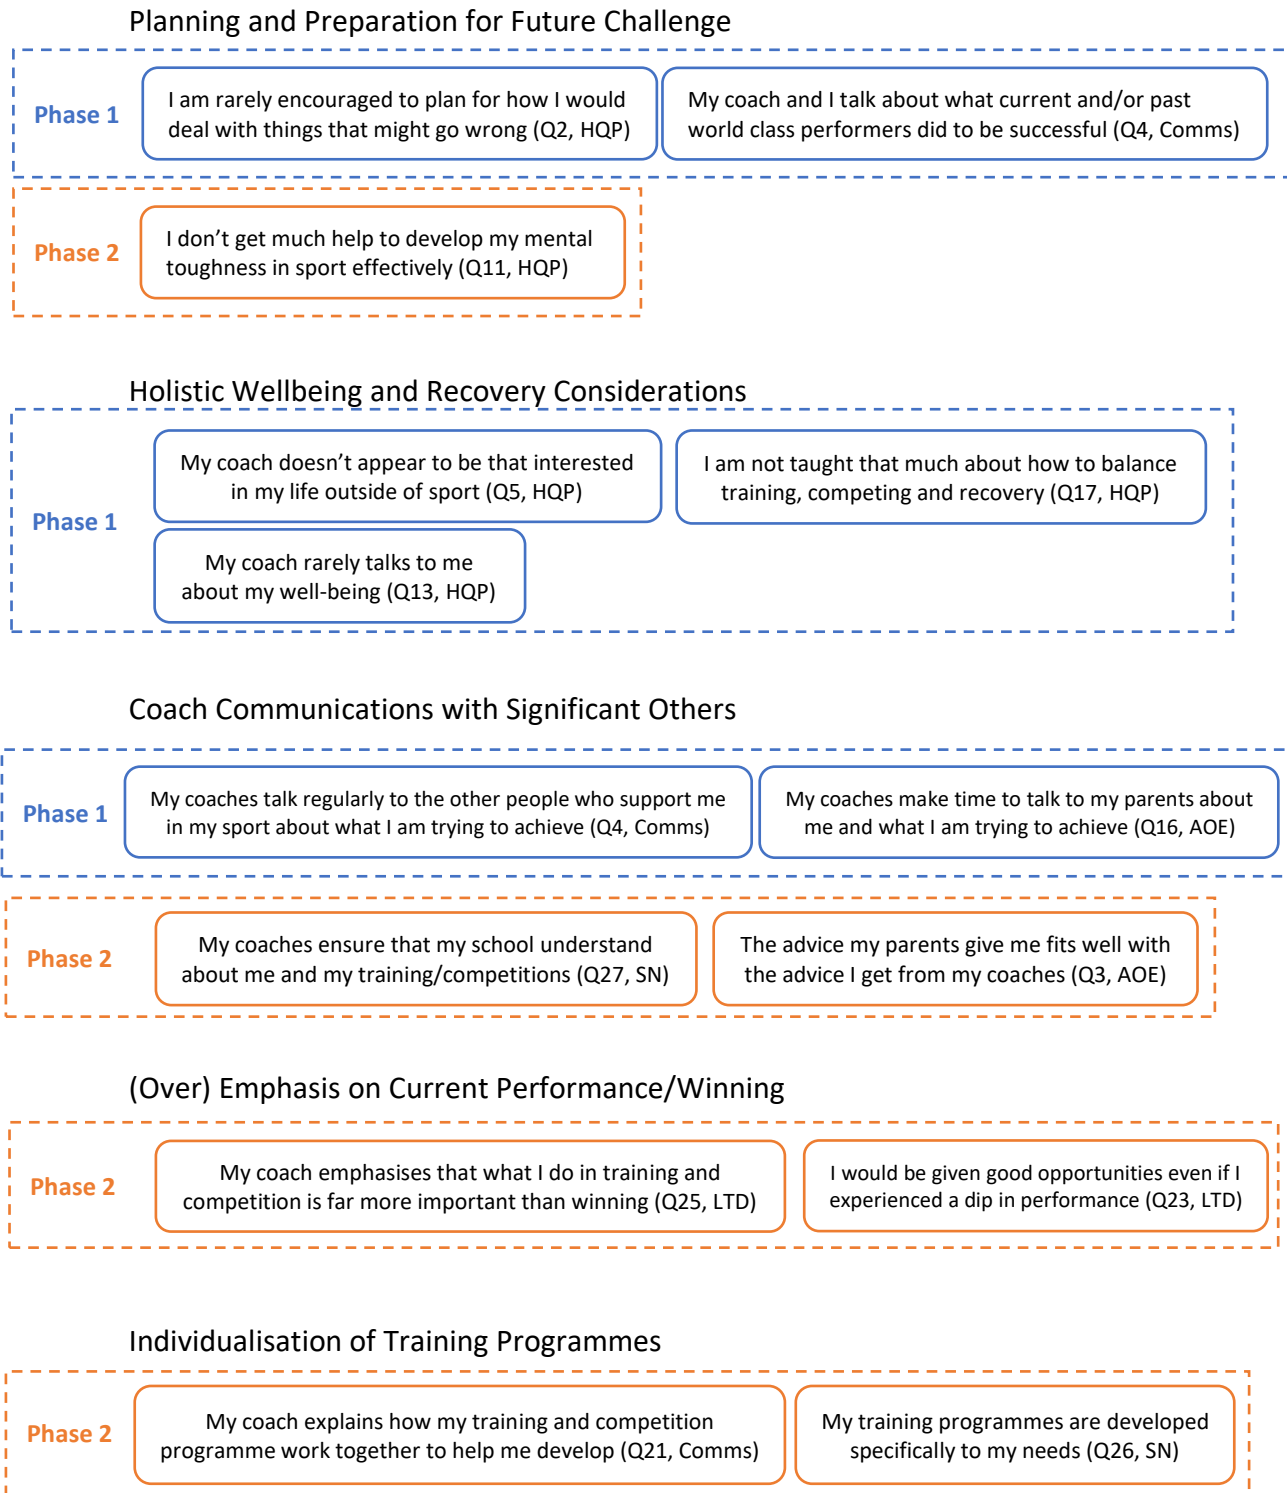 Planning and Preparation for Future Challenge
Phase 1
I am rarely encouraged to plan for how I would
deal with things that might go wrong (Q2, HQP)
My coach and I talk about what current and/or past
world class performers did to be successful (Q4, Comms)
Phase 2
I don’t get much help to develop my mental
toughness in sport effectively (Q11, HQP)
Holistic Wellbeing and Recovery Considerations
Phase 1
My coach doesn’t appear to be that interested
in my life outside of sport (Q5, HQP)
I am not taught that much about how to balance
training, competing and recovery (Q17, HQP)
My coach rarely talks to me
about my well-being (Q13, HQP)
Coach Communications with Significant Others
Phase 1
My coaches talk regularly to the other people who support me
in my sport about what I am trying to achieve (Q4, Comms)
My coaches make time to talk to my parents about
me and what I am trying to achieve (Q16, AOE)
Phase 2
My coaches ensure that my school understand
about me and my training/competitions (Q27, SN)
The advice my parents give me fits well with
the advice I get from my coaches (Q3, AOE)
(Over) Emphasis on Current Performance/Winning
Phase 2
My coach emphasises that what I do in training and
competition is far more important than winning (Q25, LTD)
I would be given good opportunities even if I
experienced a dip in performance (Q23, LTD)
Individualisation of Training Programmes
Phase 2
My coach explains how my training and competition
programme work together to help me develop (Q21, Comms)
My training programmes are developed
specifically to my needs (Q26, SN)